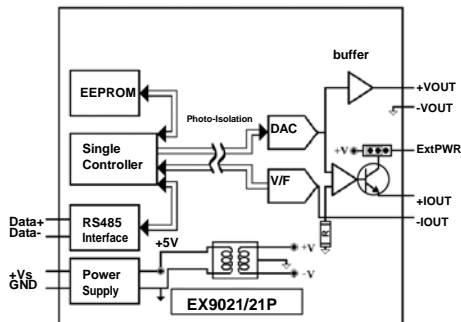 buffer
EEPROM
+VOUT
-VOUT
Photo-Isolation
DAC
Single
Controller
+V
ExtPWR
V/F
+IOUT
-IOUT
Data+
Data-
RS485
Interface
R
+5V
+V
+Vs
GND
Power
Supply
-V
EX9021/21P